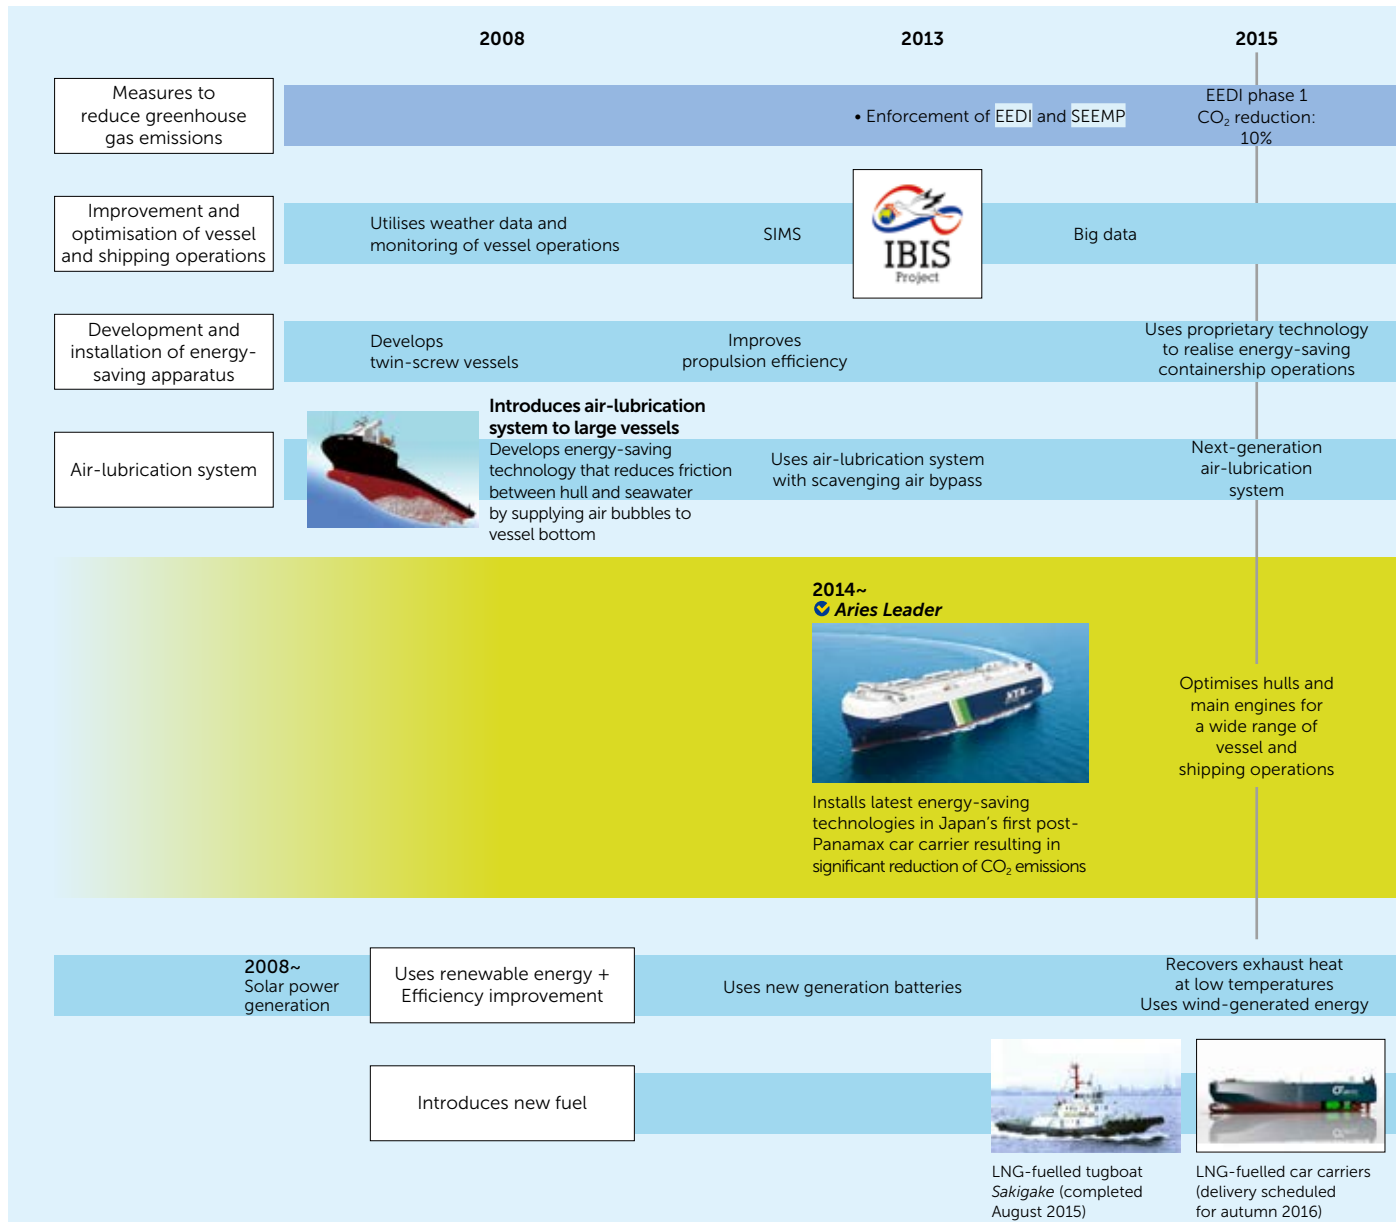 2008
2013
2015
Measures to
reduce greenhouse
gas emissions
• Enforcement of EEDI and SEEMP
EEDI phase 1
CO₂ reduction:
10%
Improvement and
optimisation of vessel
and shipping operations
Utilises weather data and
monitoring of vessel operations
SIMS
IBIS
Project
Big data
Development and
installation of energy-
saving apparatus
Develops
twin-screw vessels
Improves
propulsion efficiency
Uses proprietary technology
to realise energy-saving
containership operations
Air-lubrication system
Introduces air-lubrication
system to large vessels
Develops energy-saving
technology that reduces friction
between hull and seawater
by supplying air bubbles to
vessel bottom
Uses air-lubrication system
with scavenging air bypass
Next-generation
air-lubrication
system
2014~
Aries Leader
NYK
Installs latest energy-saving
technologies in Japan's first post-
Panamax car carrier resulting in
significant reduction of CO₂ emissions
Optimises hulls and
main engines for
a wide range of
vessel and
shipping operations
2008~
Solar power
generation
Uses renewable energy +
Efficiency improvement
Uses new generation batteries
Recovers exhaust heat
at low temperatures
Uses wind-generated energy
Introduces new fuel
LNG-fuelled tugboat
Sakigake (completed
August 2015)
LNG-fuelled car carriers
(delivery scheduled
for autumn 2016)